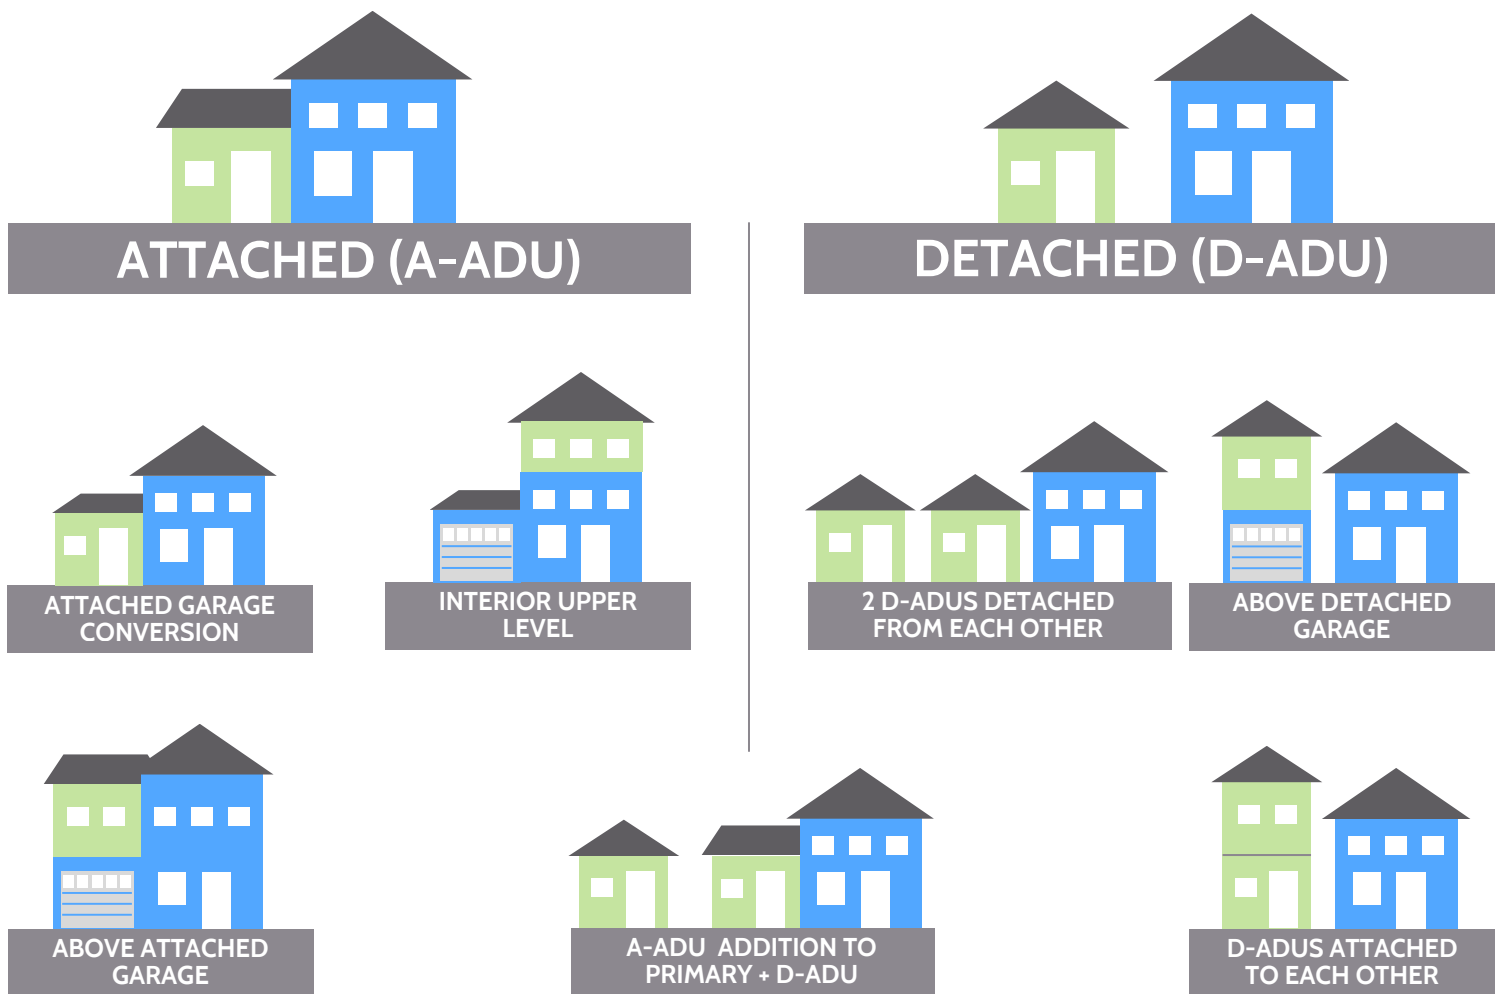 ATTACHED (A-ADU)
DETACHED (D-ADU)
ATTACHED GARAGE
CONVERSION
INTERIOR UPPER
LEVEL
2 D-ADUS DETACHED
FROM EACH OTHER
ABOVE DETACHED
GARAGE
ABOVE ATTACHED
GARAGE
A-ADU ADDITION TO
PRIMARY + D-ADU
D-ADUS ATTACHED
TO EACH OTHER